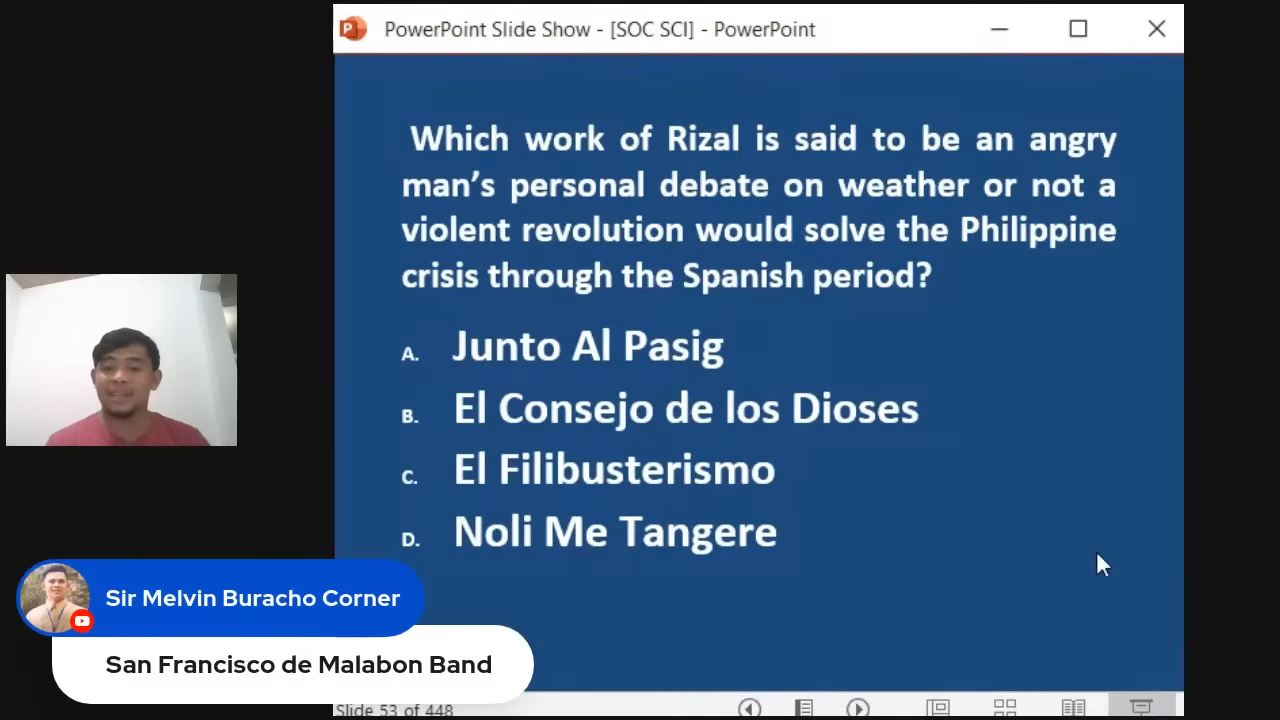 PowerPoint Slide Show - [SOC SCI] - PowerPoint
Which work of Rizal is said to be an angry
man’s personal debate on weather or not a
violent revolution would solve the Philippine
crisis through the Spanish period?
A. Junto Al Pasig
B. El Consejo de los Dioses
C. El Filibusterismo
D. Noli Me Tangere
Sir Melvin Buracho Corner
San Francisco de Malabon Band
Slide 53 of 448